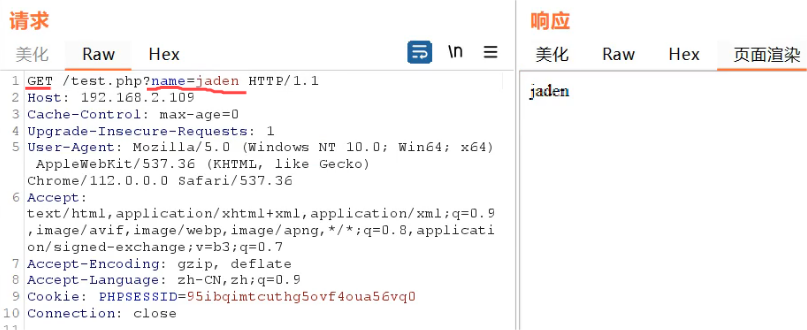 请求
美化 Raw Hex \n ≡
1 GET /test.php?name=jaden HTTP/1.1
2 Host: 192.168.2.109
3 Cache-Control: max-age=0
4 Upgrade-Insecure-Requests: 1
5 User-Agent: Mozilla/5.0 (Windows NT 10.0; Win64; x64)
AppleWebKit/537.36 (KHTML, like Gecko)
Chrome/112.0.0.0 Safari/537.36
6 Accept:
text/html,application/xhtml+xml,application/xml;q=0.9
,image/avif,image/webp,image/apng,*/*;q=0.8,applicati
on/signed-exchange;v=b3;q=0.7
7 Accept-Encoding: gzip, deflate
8 Accept-Language: zh-CN,zh;q=0.9
9 Cookie: PHPSESSID=95ibqimtcuthg5ovf4oua56vq0
10 Connection: close
11
响应
美化 Raw Hex 页面渲染
jaden